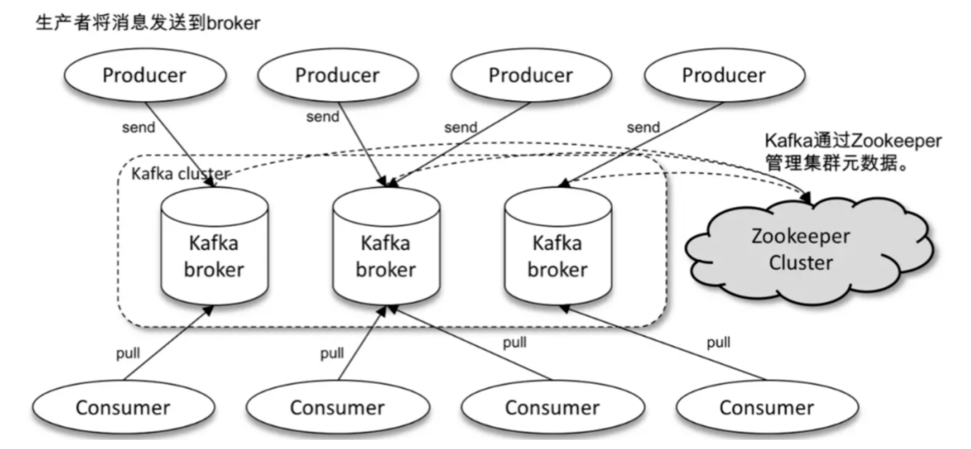 生产者将消息发送到broker
Producer
Producer
Producer
Producer
send
send
send
send
Kafka通过Zookeeper
管理集群元数据。
Kafka cluster
Kafka
broker
Kafka
broker
Kafka
broker
Zookeeper
Cluster
pull
pull
pull
pull
Consumer
Consumer
Consumer
Consumer